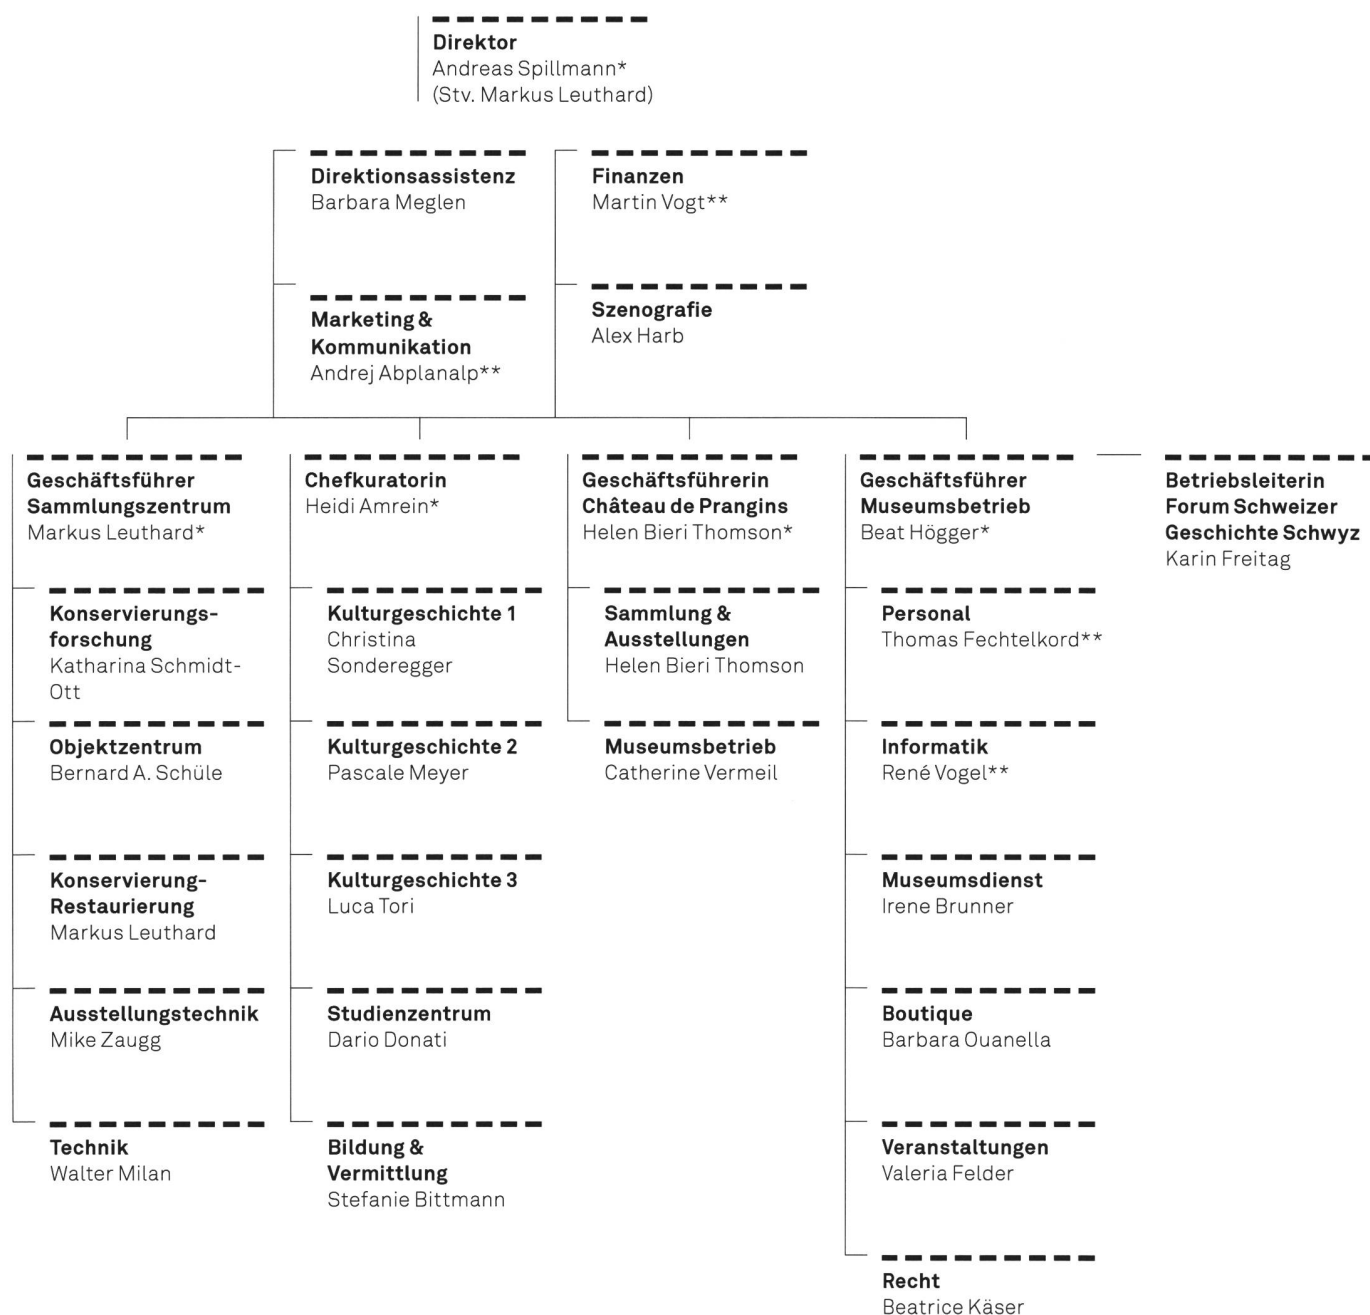 Direktor
Andreas Spillmann*
(Stv. Markus Leuthard)
Direktionsassistenz
Barbara Meglen
Finanzen
Martin Vogt**
Marketing &
Kommunikation
Andrej Abplanalp**
Szenografie
Alex Harb
Geschäftsführer
Sammlungszentrum
Markus Leuthard*
Konservierungs-
forschung
Katharina Schmidt-
Ott
Objektzentrum
Bernard A. Schüle
Konservierung-
Restaurierung
Markus Leuthard
Ausstellungstechnik
Mike Zaugg
Technik
Walter Milan
Chefkuratorin
Heidi Amrein*
Kulturgeschichte 1
Christina
Sonderegger
Kulturgeschichte 2
Pascale Meyer
Kulturgeschichte 3
Luca Tori
Studienzentrum
Dario Donati
Bildung &
Vermittlung
Stefanie Bittmann
Geschäftsführerin
Château de Prangins
Helen Bieri Thomson*
Sammlung &
Ausstellungen
Helen Bieri Thomson
Museumsbetrieb
Catherine Vermeil
Geschäftsführer
Museumsbetrieb
Beat Högger*
Personal
Thomas Fechtelkord**
Informatik
René Vogel**
Museumsdienst
Irene Brunner
Boutique
Barbara Ouanella
Veranstaltungen
Valeria Felder
Recht
Beatrice Käser
Betriebsleiterin
Forum Schweizer
Geschichte Schwyz
Karin Freitag